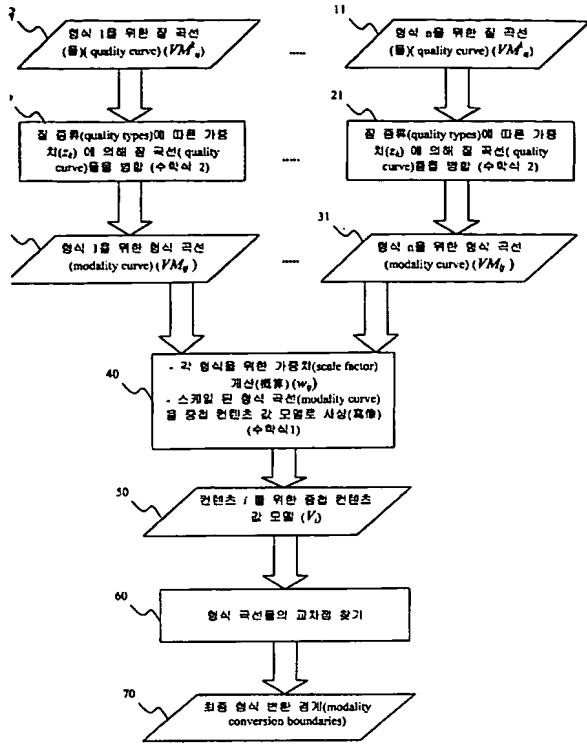 11
형식 1을 위한 질 곡선
(들)( quality curve) (VMᵏᵢⱼ)
.....
형식 n을 위한 질 곡선
(들)( quality curve) (VMᵏᵢⱼ)
21
질 종류(quality types)에 따른 가중
치(zₖ) 에 의해 질 곡선( quality
curve)들을 병합 (수학식 2)
.....
질 종류(quality types)에 따른 가중
치(zₖ) 에 의해 질 곡선( quality
curve)들을 병합 (수학식 2)
31
형식 1을 위한 형식 곡선
(modality curve) (VMᵢⱼ)
.....
형식 n을 위한 형식 곡선
(modality curve) (VMᵢⱼ)
40
- 각 형식을 위한 가중치(scale factor)
계산(概算) (wᵢⱼ)
- 스케일 된 형식 곡선(modality curve)
을 중첩 컨텐츠 값 모델로 사상(寫像)
(수학식1)
50
컨텐츠 i 를 위한 중첩 컨텐츠
값 모델 (Vᵢ)
60
형식 곡선들의 교차점 찾기
70
최종 형식 변환 경계(modality
conversion boundaries)